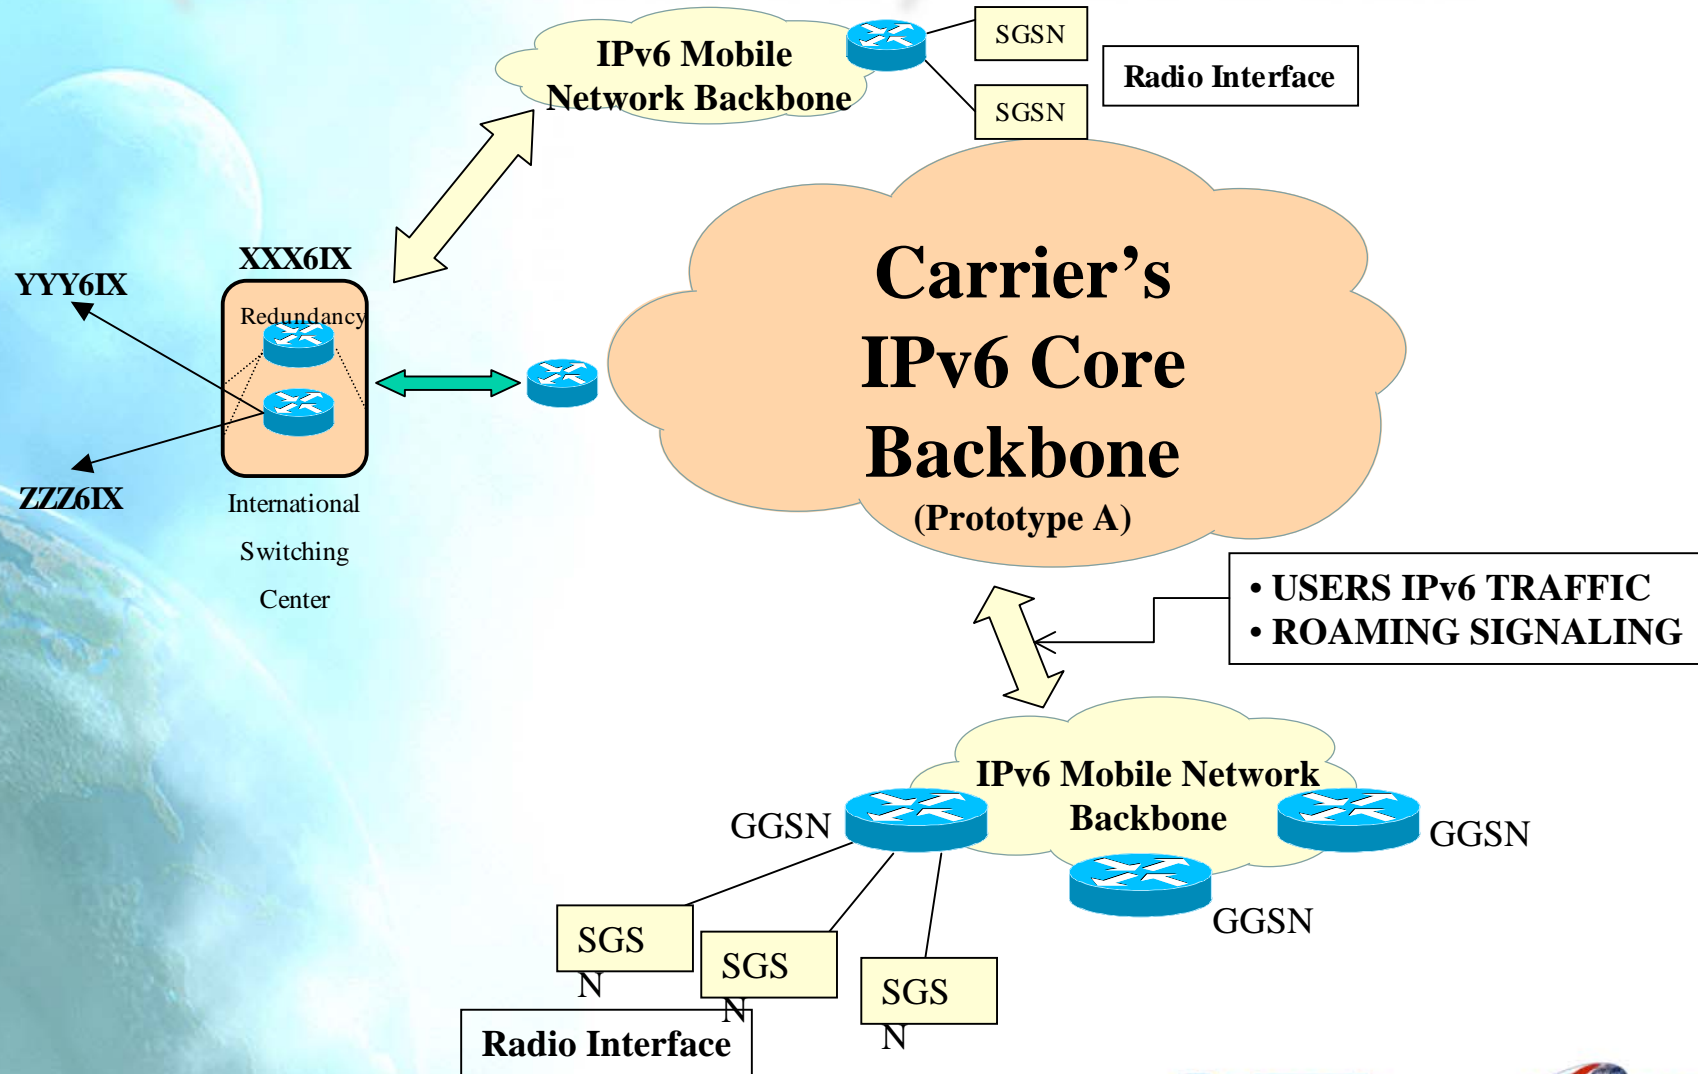 IPv6 Mobile
Network Backbone
SGSN
SGSN
Radio Interface
XXX6IX
YYY6IX
Redundancy
ZZZ6IX
International
Switching
Center
Carrier’s
IPv6 Core
Backbone
(Prototype A)
• USERS IPv6 TRAFFIC
• ROAMING SIGNALING
IPv6 Mobile Network
Backbone
GGSN
GGSN
GGSN
SGS
N
SGS
N
SGS
N
Radio Interface